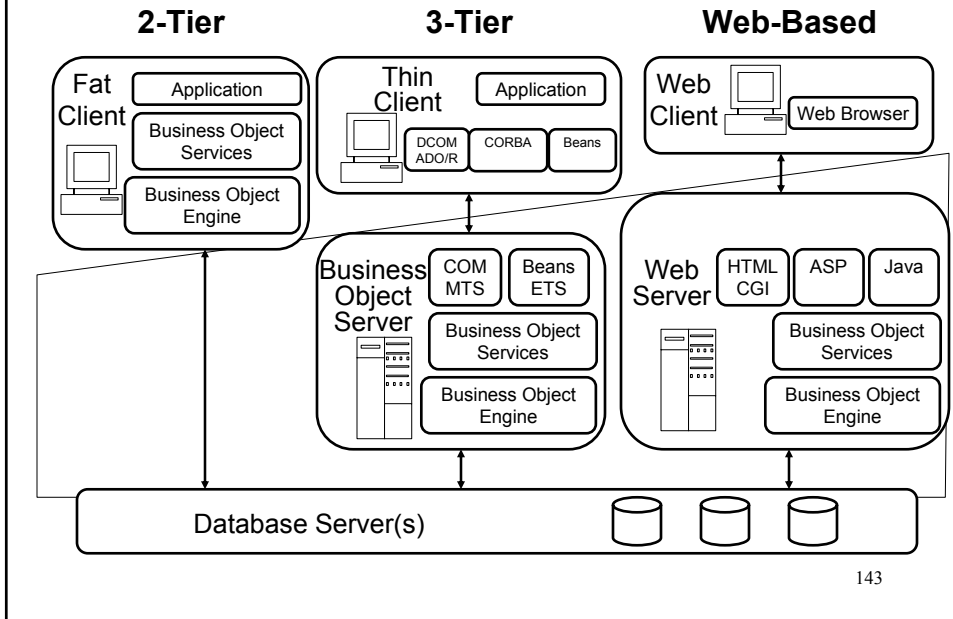 2-Tier
3-Tier
Web-Based
Fat
Client
Application
Business Object
Services
Business Object
Engine
Thin
Client
Application
DCOM
ADO/R
CORBA
Beans
Web
Client
Web Browser
Business
Object
Server
COM
MTS
Beans
ETS
Business Object
Services
Business Object
Engine
Web
Server
HTML
CGI
ASP
Java
Business Object
Services
Business Object
Engine
Database Server(s)
143